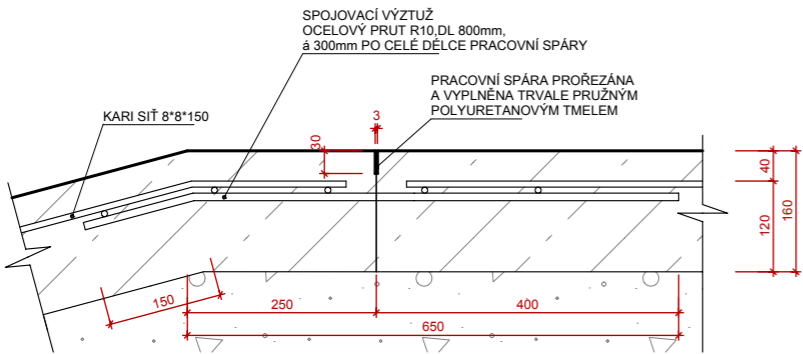 SPOJOVACÍ VÝZTUŽ
OCELOVÝ PRUT R10,DL 800mm,
á 300mm PO CELÉ DÉLCE PRACOVNÍ SPÁRY
PRACOVNÍ SPÁRA PROŘEZÁNA
A VYPLNĚNA TRVALE PRUŽNÝM
POLYURETANOVÝM TMELEM
KARI SIŤ 8*8*150
3
30
40
120
160
150
250
400
650